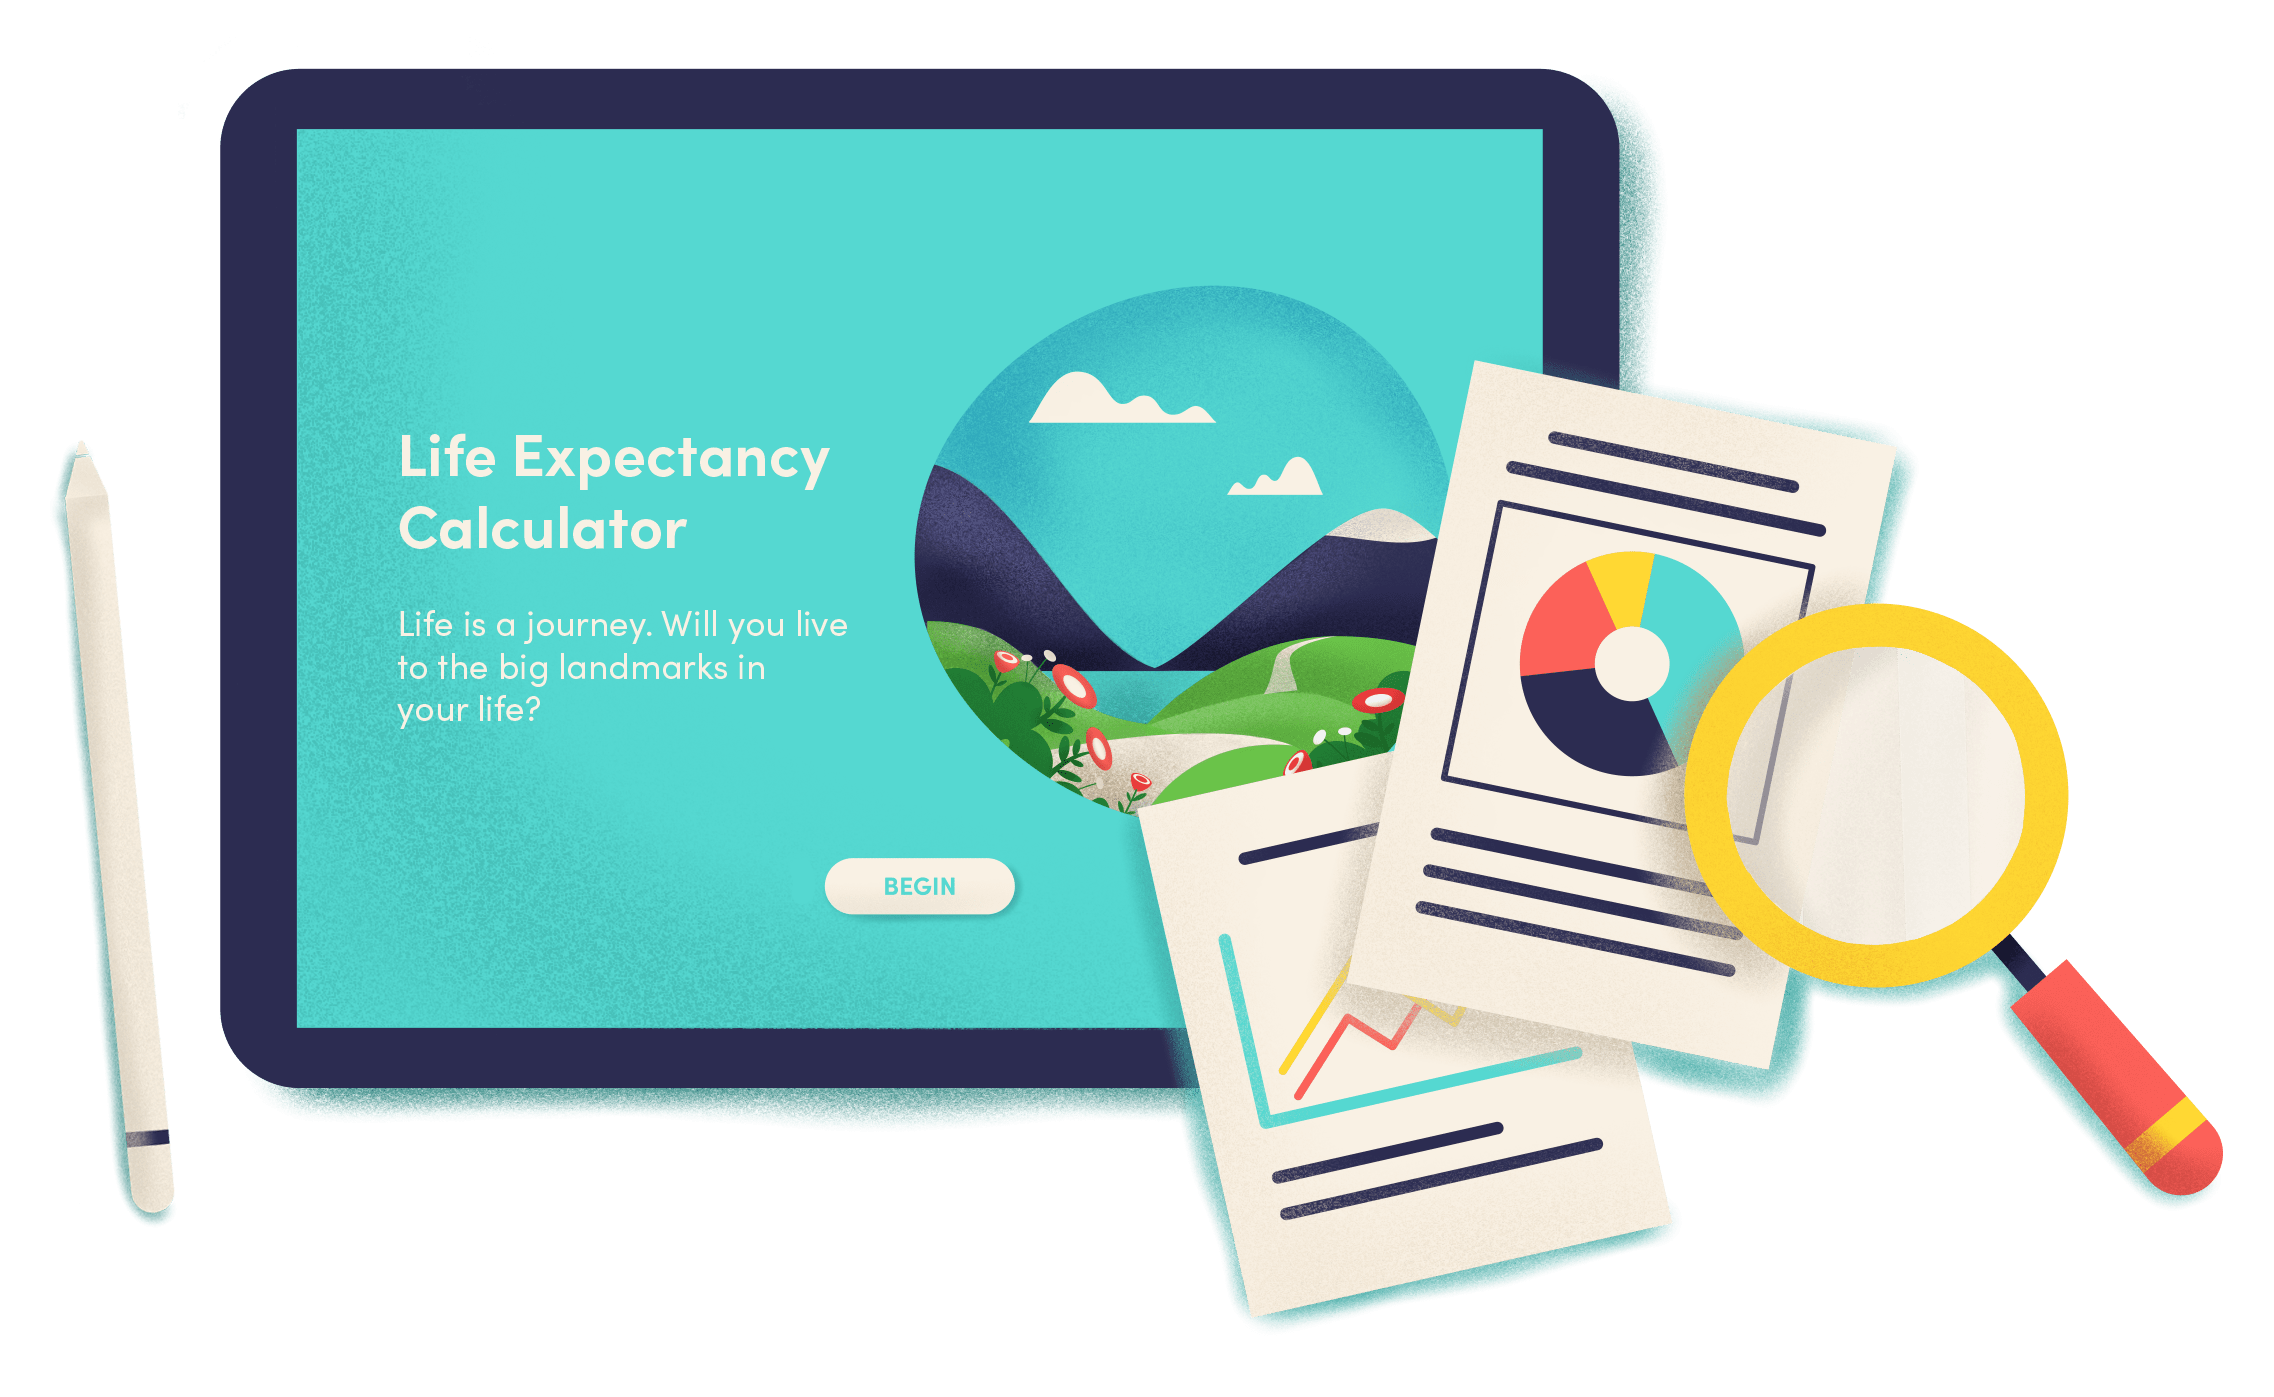 Life Expectancy
Calculator
Life is a journey. Will you live
to the big landmarks in
your life?
BEGIN